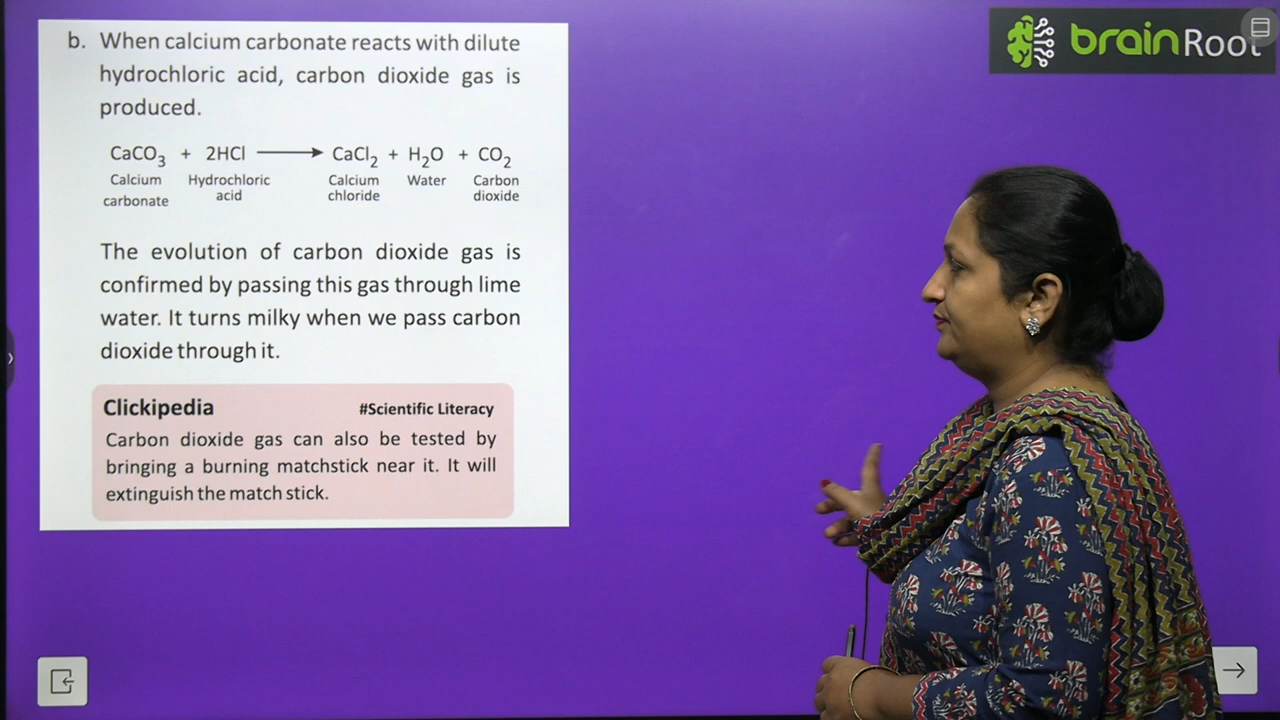 b. When calcium carbonate reacts with dilute
hydrochloric acid, carbon dioxide gas is
produced.
CaCO₃ + 2HCl ⟶ CaCl₂ + H₂O + CO₂
Calcium Hydrochloric Calcium Water Carbon
carbonate acid chloride dioxide
The evolution of carbon dioxide gas is
confirmed by passing this gas through lime
water. It turns milky when we pass carbon
dioxide through it.
Clickipedia #Scientific Literacy
Carbon dioxide gas can also be tested by
bringing a burning matchstick near it. It will
extinguish the match stick.
brainRoot